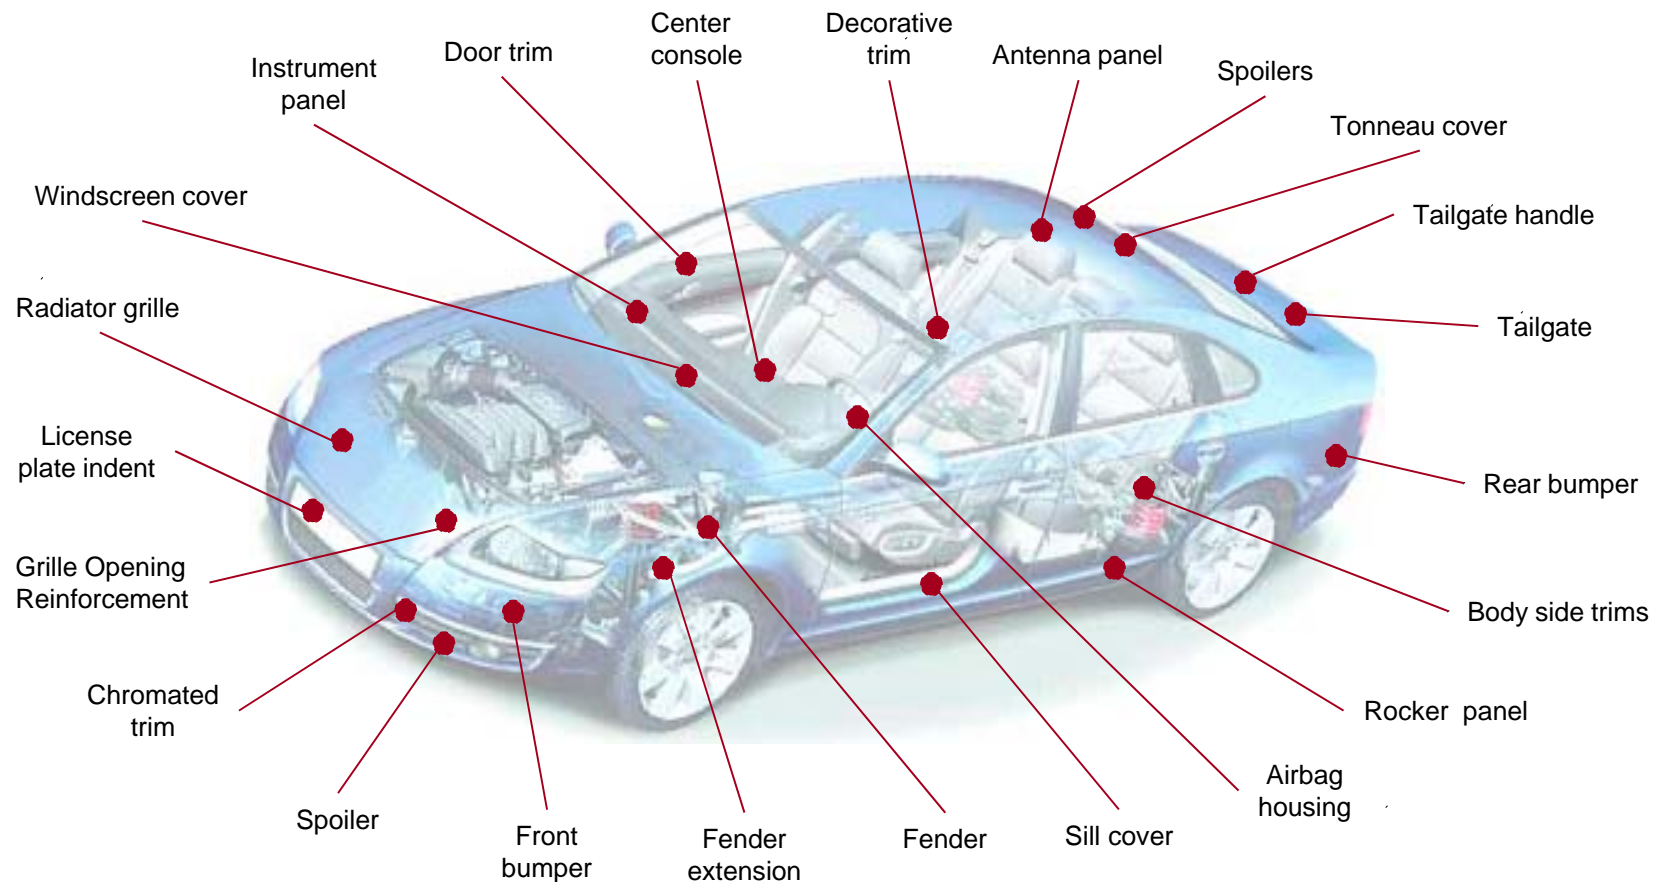 Center
console
Decorative
trim
Door trim
Antenna panel
Instrument
panel
Spoilers
Tonneau cover
Windscreen cover
Tailgate handle
Radiator grille
Tailgate
License
plate indent
Rear bumper
Grille Opening
Reinforcement
Body side trims
Chromated
trim
Rocker panel
Airbag
housing
Spoiler
Front
bumper
Fender
extension
Fender
Sill cover